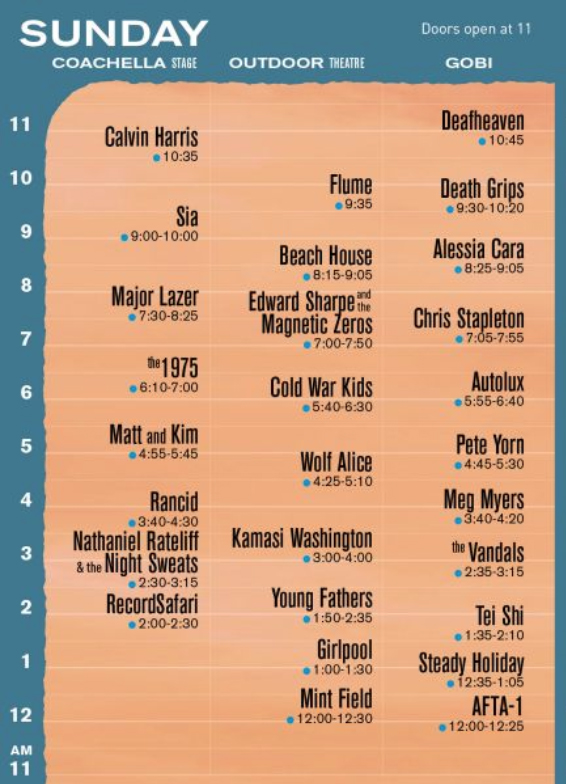 SUNDAY
Doors open at 11
COACHELLA STAGE
OUTDOOR THEATRE
GOBI
11
10
9
8
7
6
5
4
3
2
1
12
AM
11
Calvin Harris
10:35
Sia
9:00-10:00
Major Lazer
7:30-8:25
the 1975
6:10-7:00
Matt and Kim
4:55-5:45
Rancid
3:40-4:30
Nathaniel Rateliff
& the Night Sweats
2:30-3:15
RecordSafari
2:00-2:30
Flume
9:35
Beach House
8:15-9:05
Edward Sharpe and the
Magnetic Zeros
7:00-7:50
Cold War Kids
5:40-6:30
Wolf Alice
4:25-5:10
Kamasi Washington
3:00-4:00
Young Fathers
1:50-2:35
Girlpool
1:00-1:30
Mint Field
12:00-12:30
Deafheaven
10:45
Death Grips
9:30-10:20
Alessia Cara
8:25-9:05
Chris Stapleton
7:05-7:55
Autolux
5:55-6:40
Pete Yorn
4:45-5:30
Meg Myers
3:40-4:20
the Vandals
2:35-3:15
Tei Shi
1:35-2:10
Steady Holiday
12:35-1:05
AFTA-1
12:00-12:25